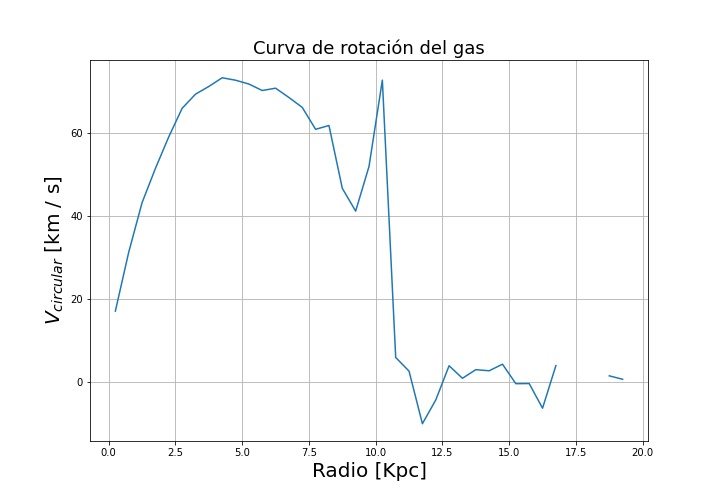 Curva de rotación del gas
60
40
20
0
V_circular [km / s]
0.0 2.5 5.0 7.5 10.0 12.5 15.0 17.5 20.0
Radio [Kpc]